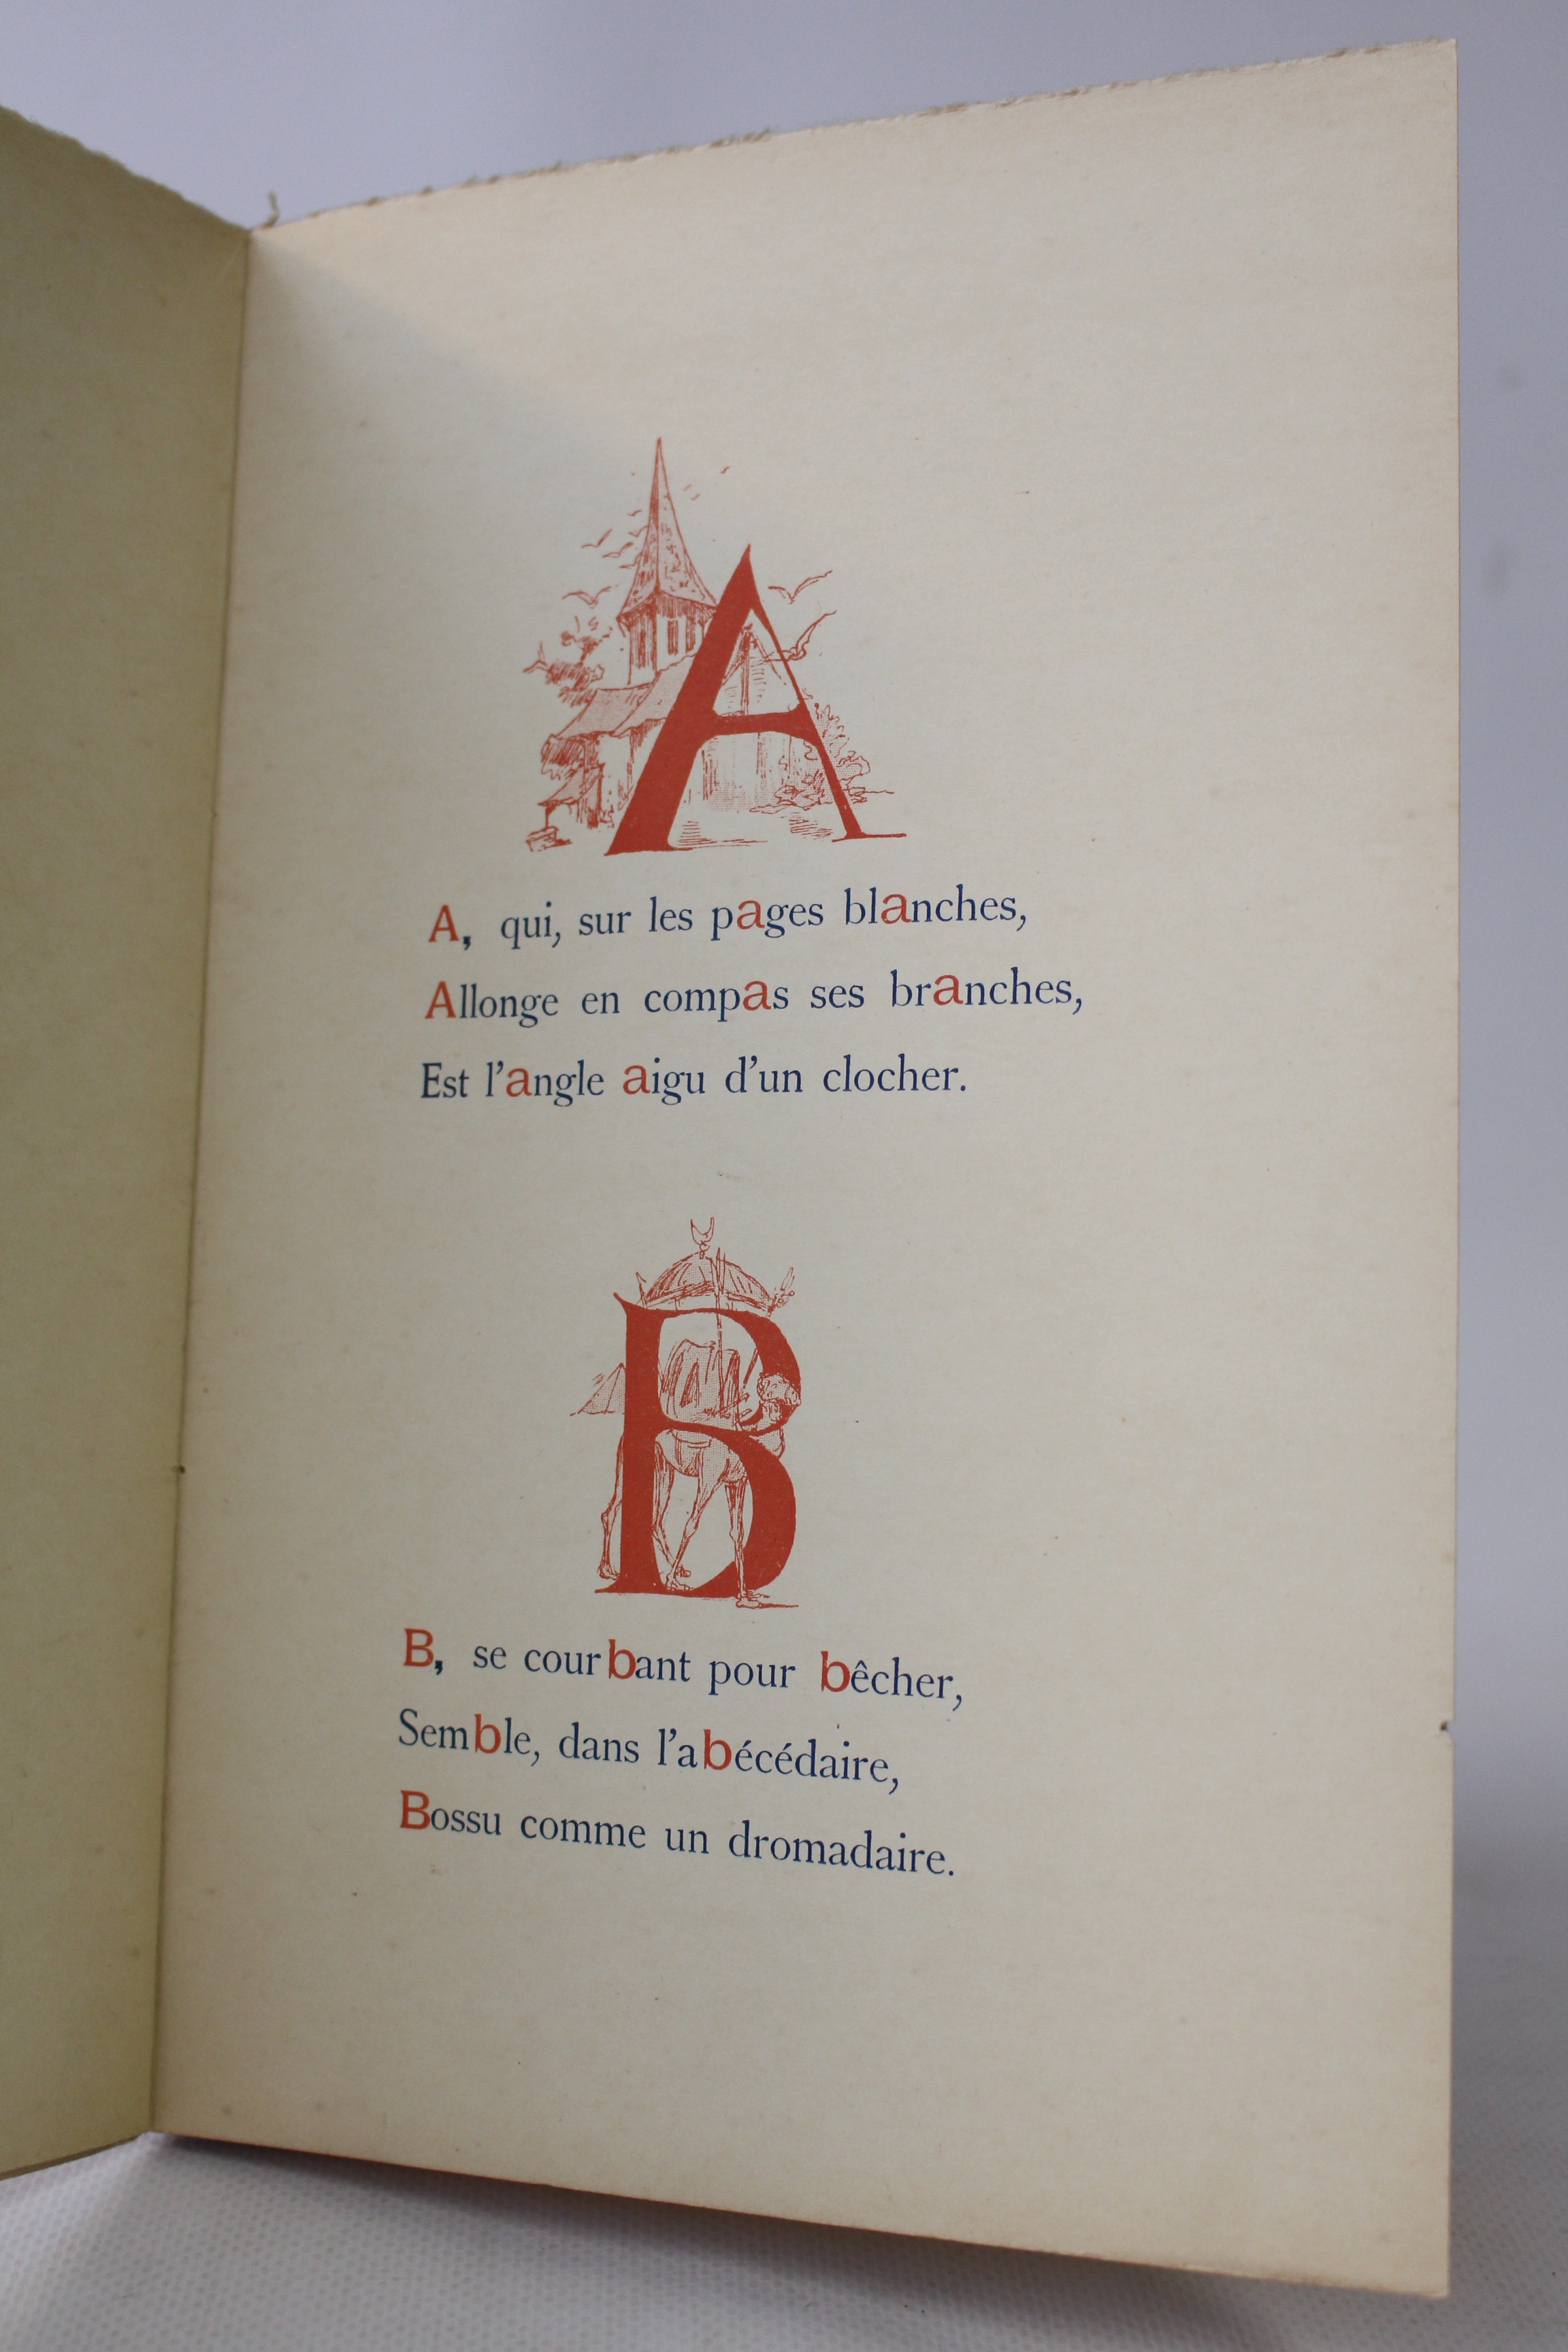 A
A, qui, sur les pages blanches,
Allonge en compas ses branches,
Est l'angle aigu d'un clocher.
B
B, se courbant pour bêcher,
Semble, dans l'abécédaire,
Bossu comme un dromadaire.